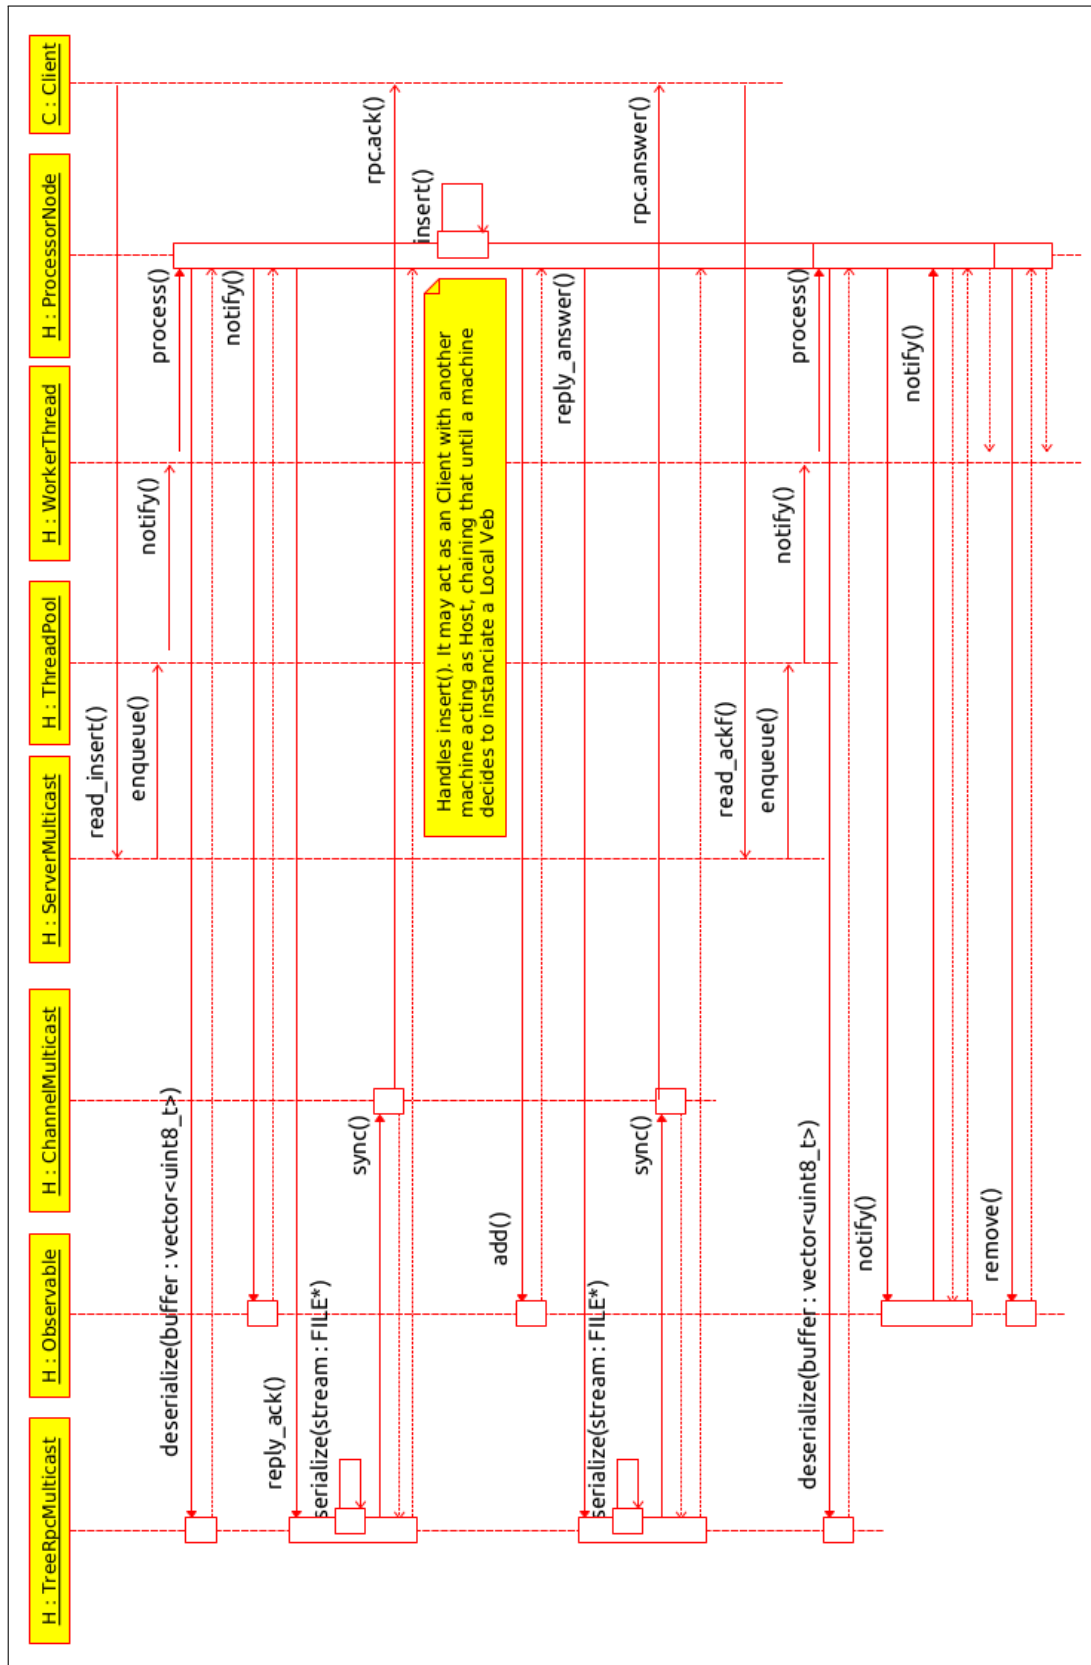 H : TreeRpcMulticast
H : Observable
H : ChannelMulticast
H : ServerMulticast
H : ThreadPool
H : WorkerThread
H : ProcessorNode
C : Client
read_insert()
enqueue()
notify()
process()
deserialize(buffer : vector<uint8_t>)
notify()
reply_ack()
serialize(stream : FILE*)
sync()
rpc.ack()
insert()
Handles insert(). It may act as an Client with another
machine acting as Host, chaining that until a machine
decides to instanciate a Local Veb
add()
reply_answer()
serialize(stream : FILE*)
sync()
rpc.answer()
read_ackf()
enqueue()
notify()
process()
deserialize(buffer : vector<uint8_t>)
notify()
notify()
remove()